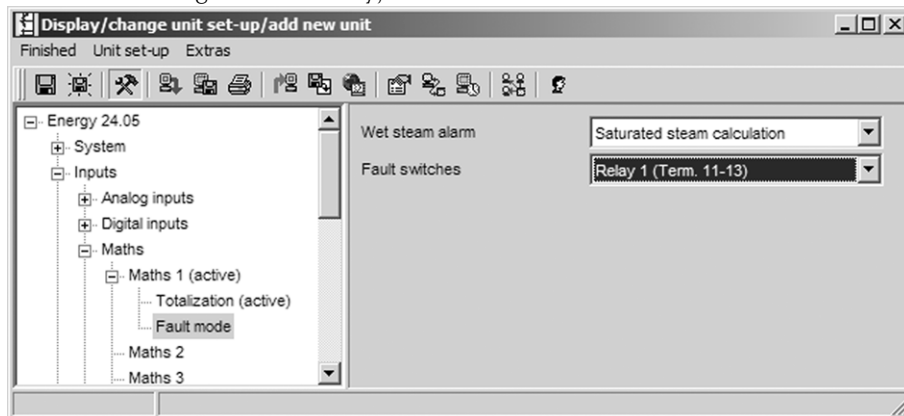 Display/change unit set-up/add new unit
Finished Unit set-up Extras
Energy 24.05
System
Inputs
Analog inputs
Digital inputs
Maths
Maths 1 (active)
Totalization (active)
Fault mode
Maths 2
Maths 3
Wet steam alarm
Saturated steam calculation
Fault switches
Relay 1 (Term. 11-13)